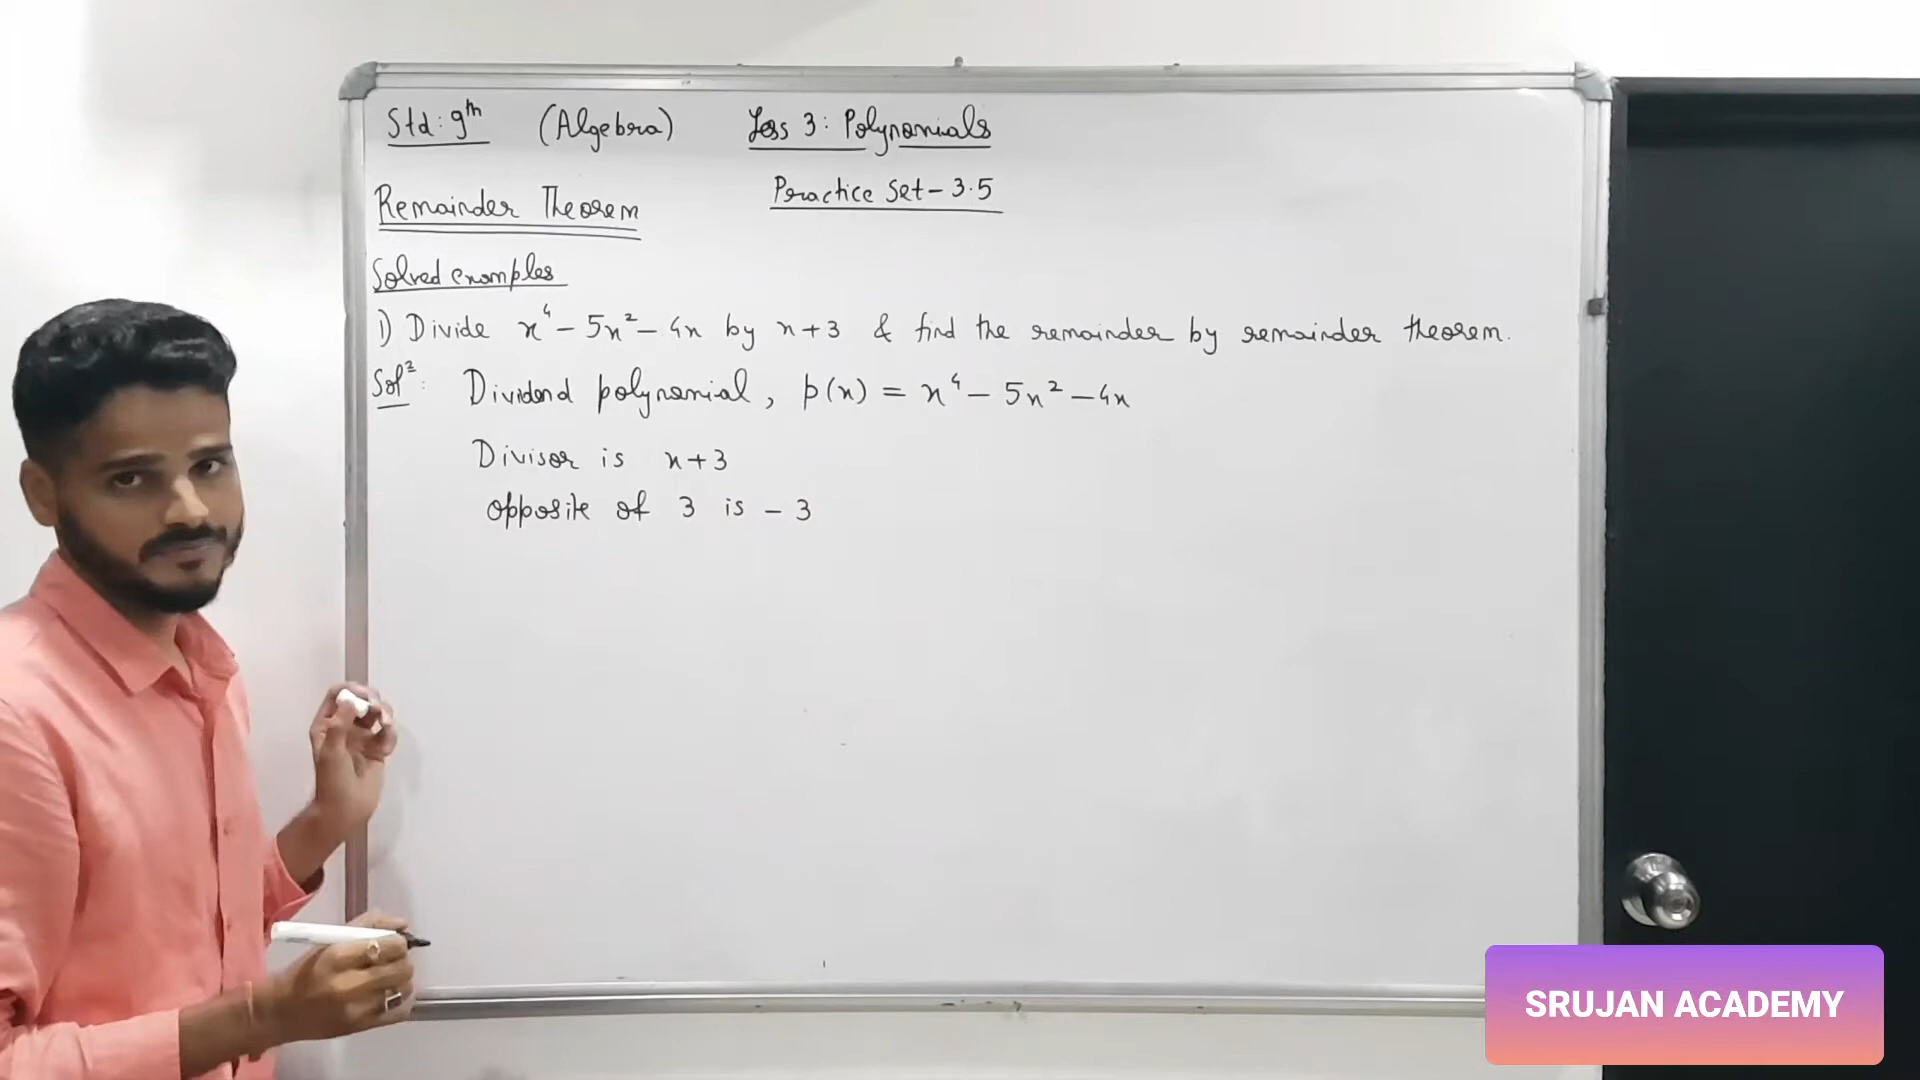 Std: 9th (Algebra) Less 3: Polynomials
Practice Set - 3.5
Remainder Theorem
Solved examples
1) Divide x⁴ - 5x² - 4x by x + 3 & find the remainder by remainder theorem.
Solⁿ: Dividend polynomial, p(x) = x⁴ - 5x² - 4x
Divisor is x + 3
opposite of 3 is - 3
SRUJAN ACADEMY